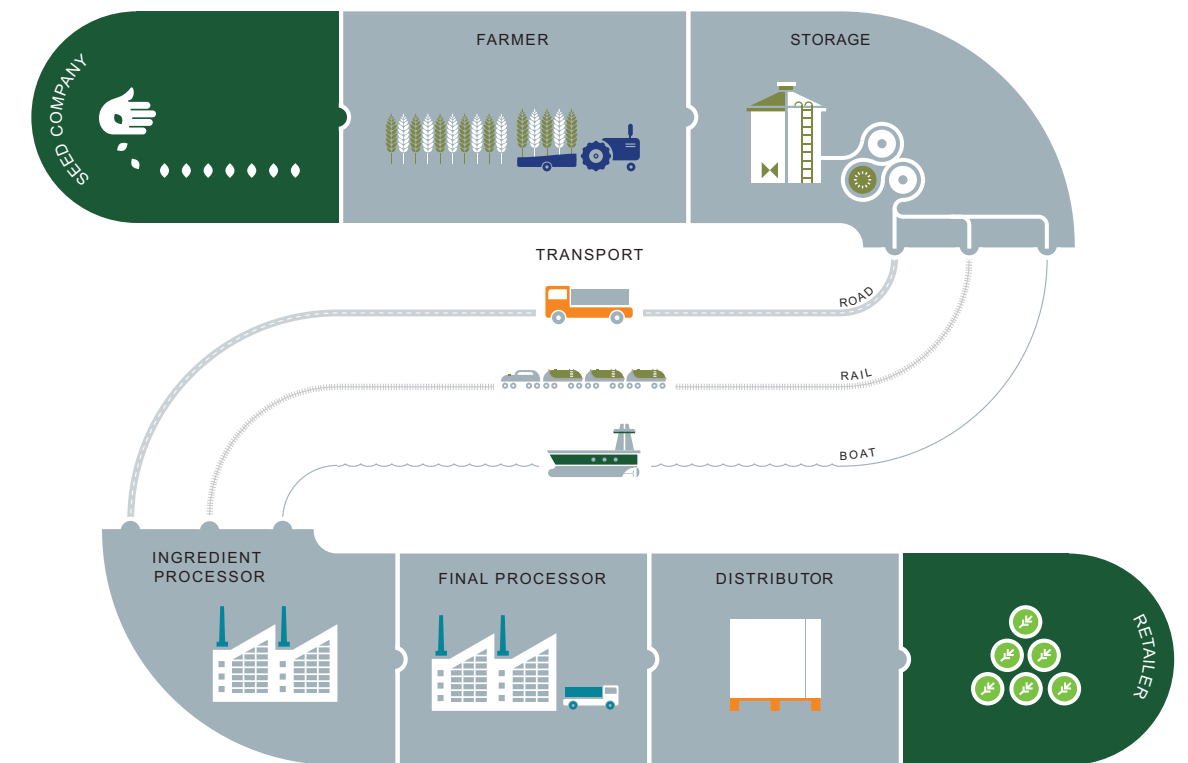 SEED COMPANY
FARMER
STORAGE
TRANSPORT
ROAD
RAIL
BOAT
INGREDIENT
PROCESSOR
FINAL PROCESSOR
DISTRIBUTOR
RETAILER